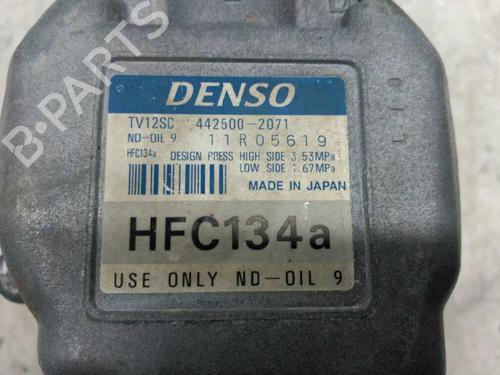 DENSO
TV12SC 442500-2071
ND-OIL 9 11R05619
HFC134a DESIGN PRESS HIGH SIDE 3.53MPa
LOW SIDE 1.67MPa
MADE IN JAPAN
HFC134a
USE ONLY ND-OIL 9